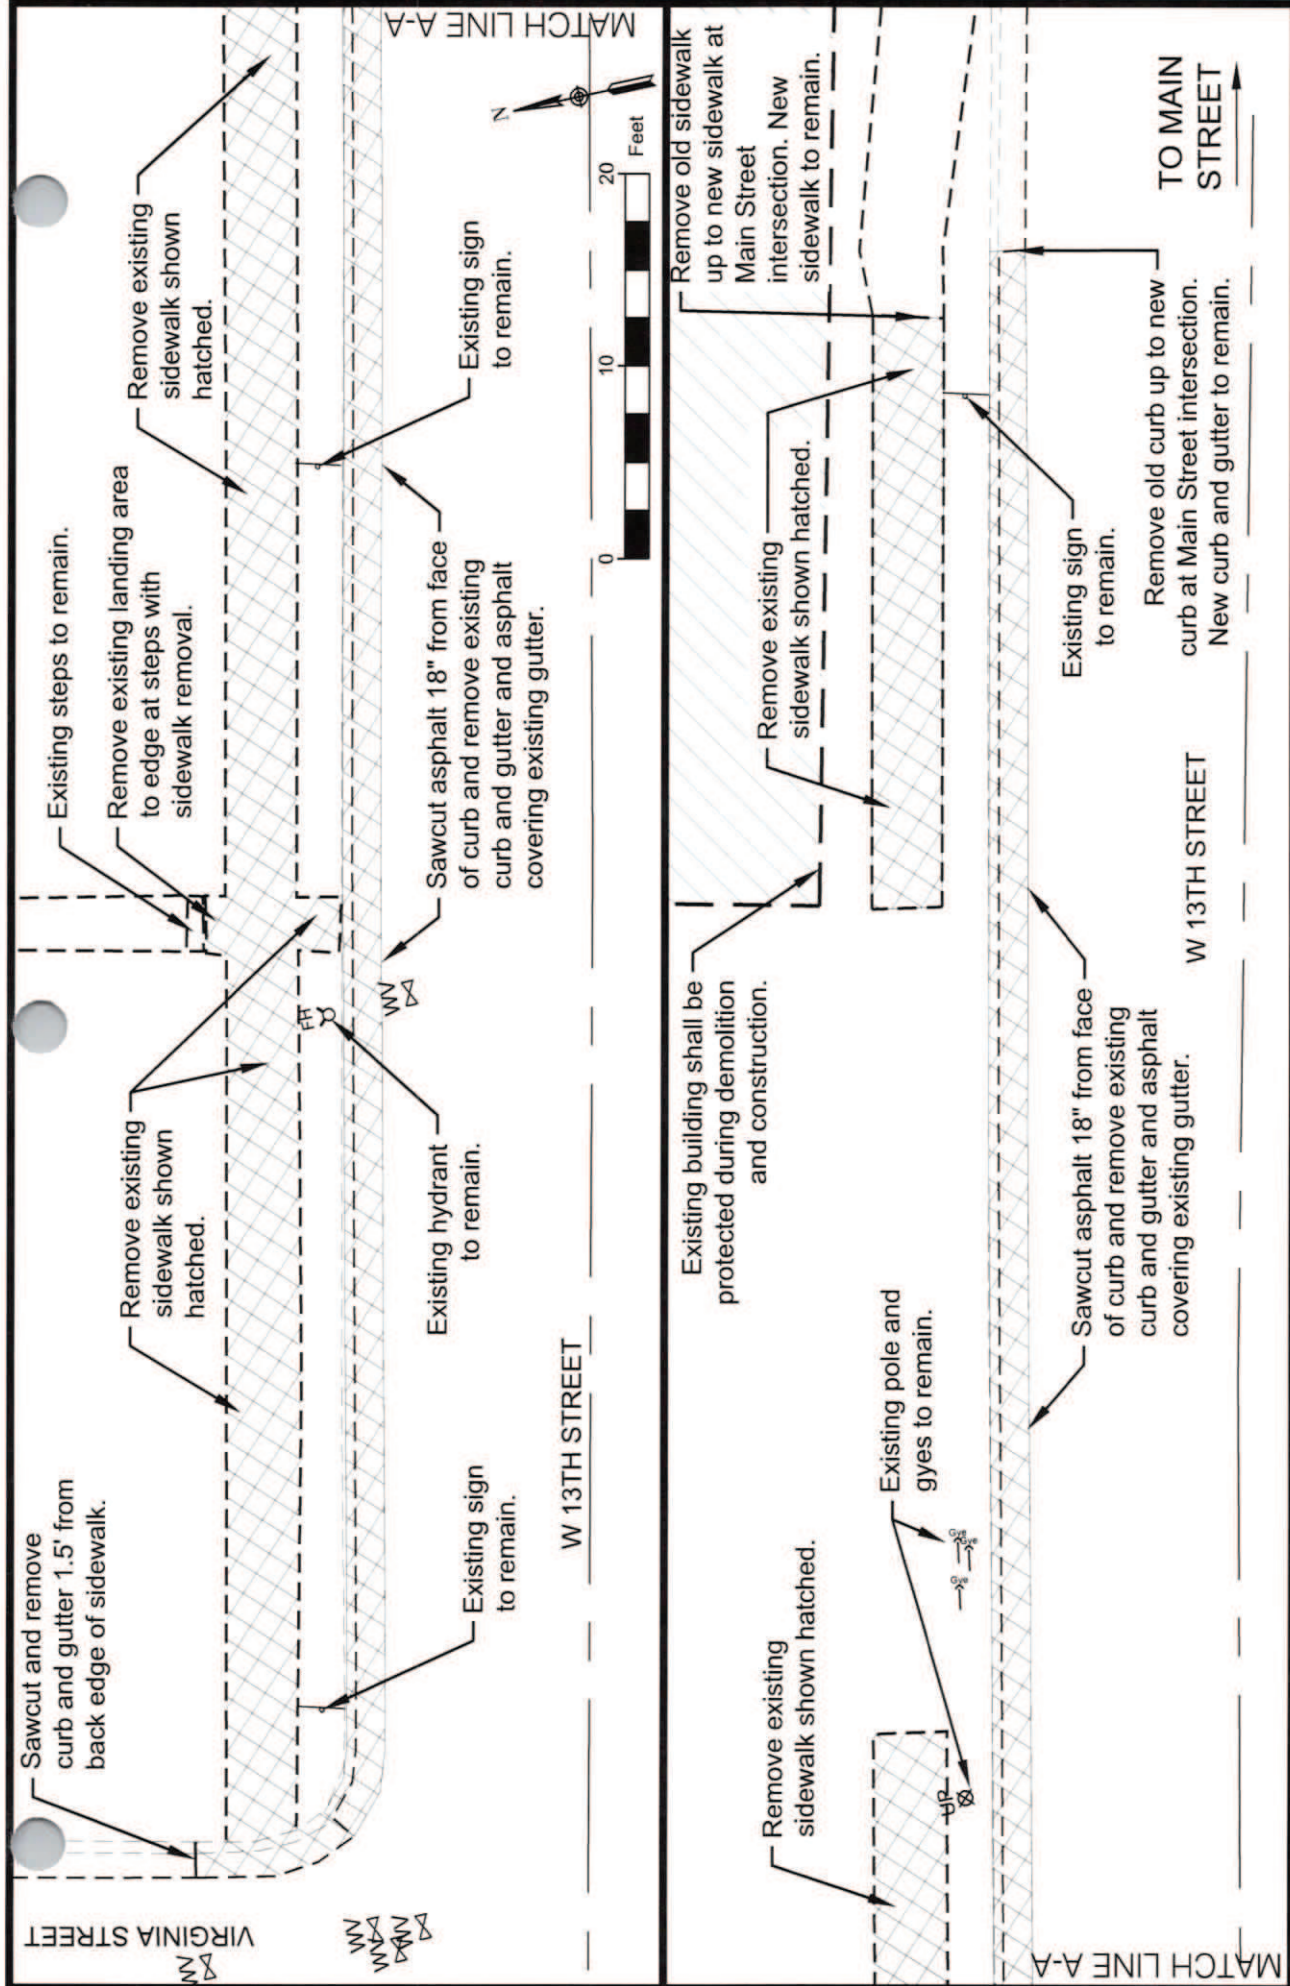 Sawcut and remove
curb and gutter 1.5' from
back edge of sidewalk.
Remove existing
sidewalk shown
hatched.
Existing steps to remain.
Remove existing landing area
to edge at steps with
sidewalk removal.
Remove existing
sidewalk shown
hatched.
MATCH LINE A-A
VIRGINIA STREET
WV
WV
WV
WV
FH
WV
N
Existing sign
to remain.
Existing hydrant
to remain.
Sawcut asphalt 18" from face
of curb and remove existing
curb and gutter and asphalt
covering existing gutter.
Existing sign
to remain.
0
10
20
Feet
W 13TH STREET
Remove existing
sidewalk shown hatched.
Existing pole and
gyes to remain.
UP
Gye
Gye
Gye
Existing building shall be
protected during demolition
and construction.
Remove existing
sidewalk shown hatched.
Remove old sidewalk
up to new sidewalk at
Main Street
intersection. New
sidewalk to remain.
Sawcut asphalt 18" from face
of curb and remove existing
curb and gutter and asphalt
covering existing gutter.
Existing sign
to remain.
Remove old curb up to new
curb at Main Street intersection.
New curb and gutter to remain.
TO MAIN
STREET
W 13TH STREET
MATCH LINE A-A